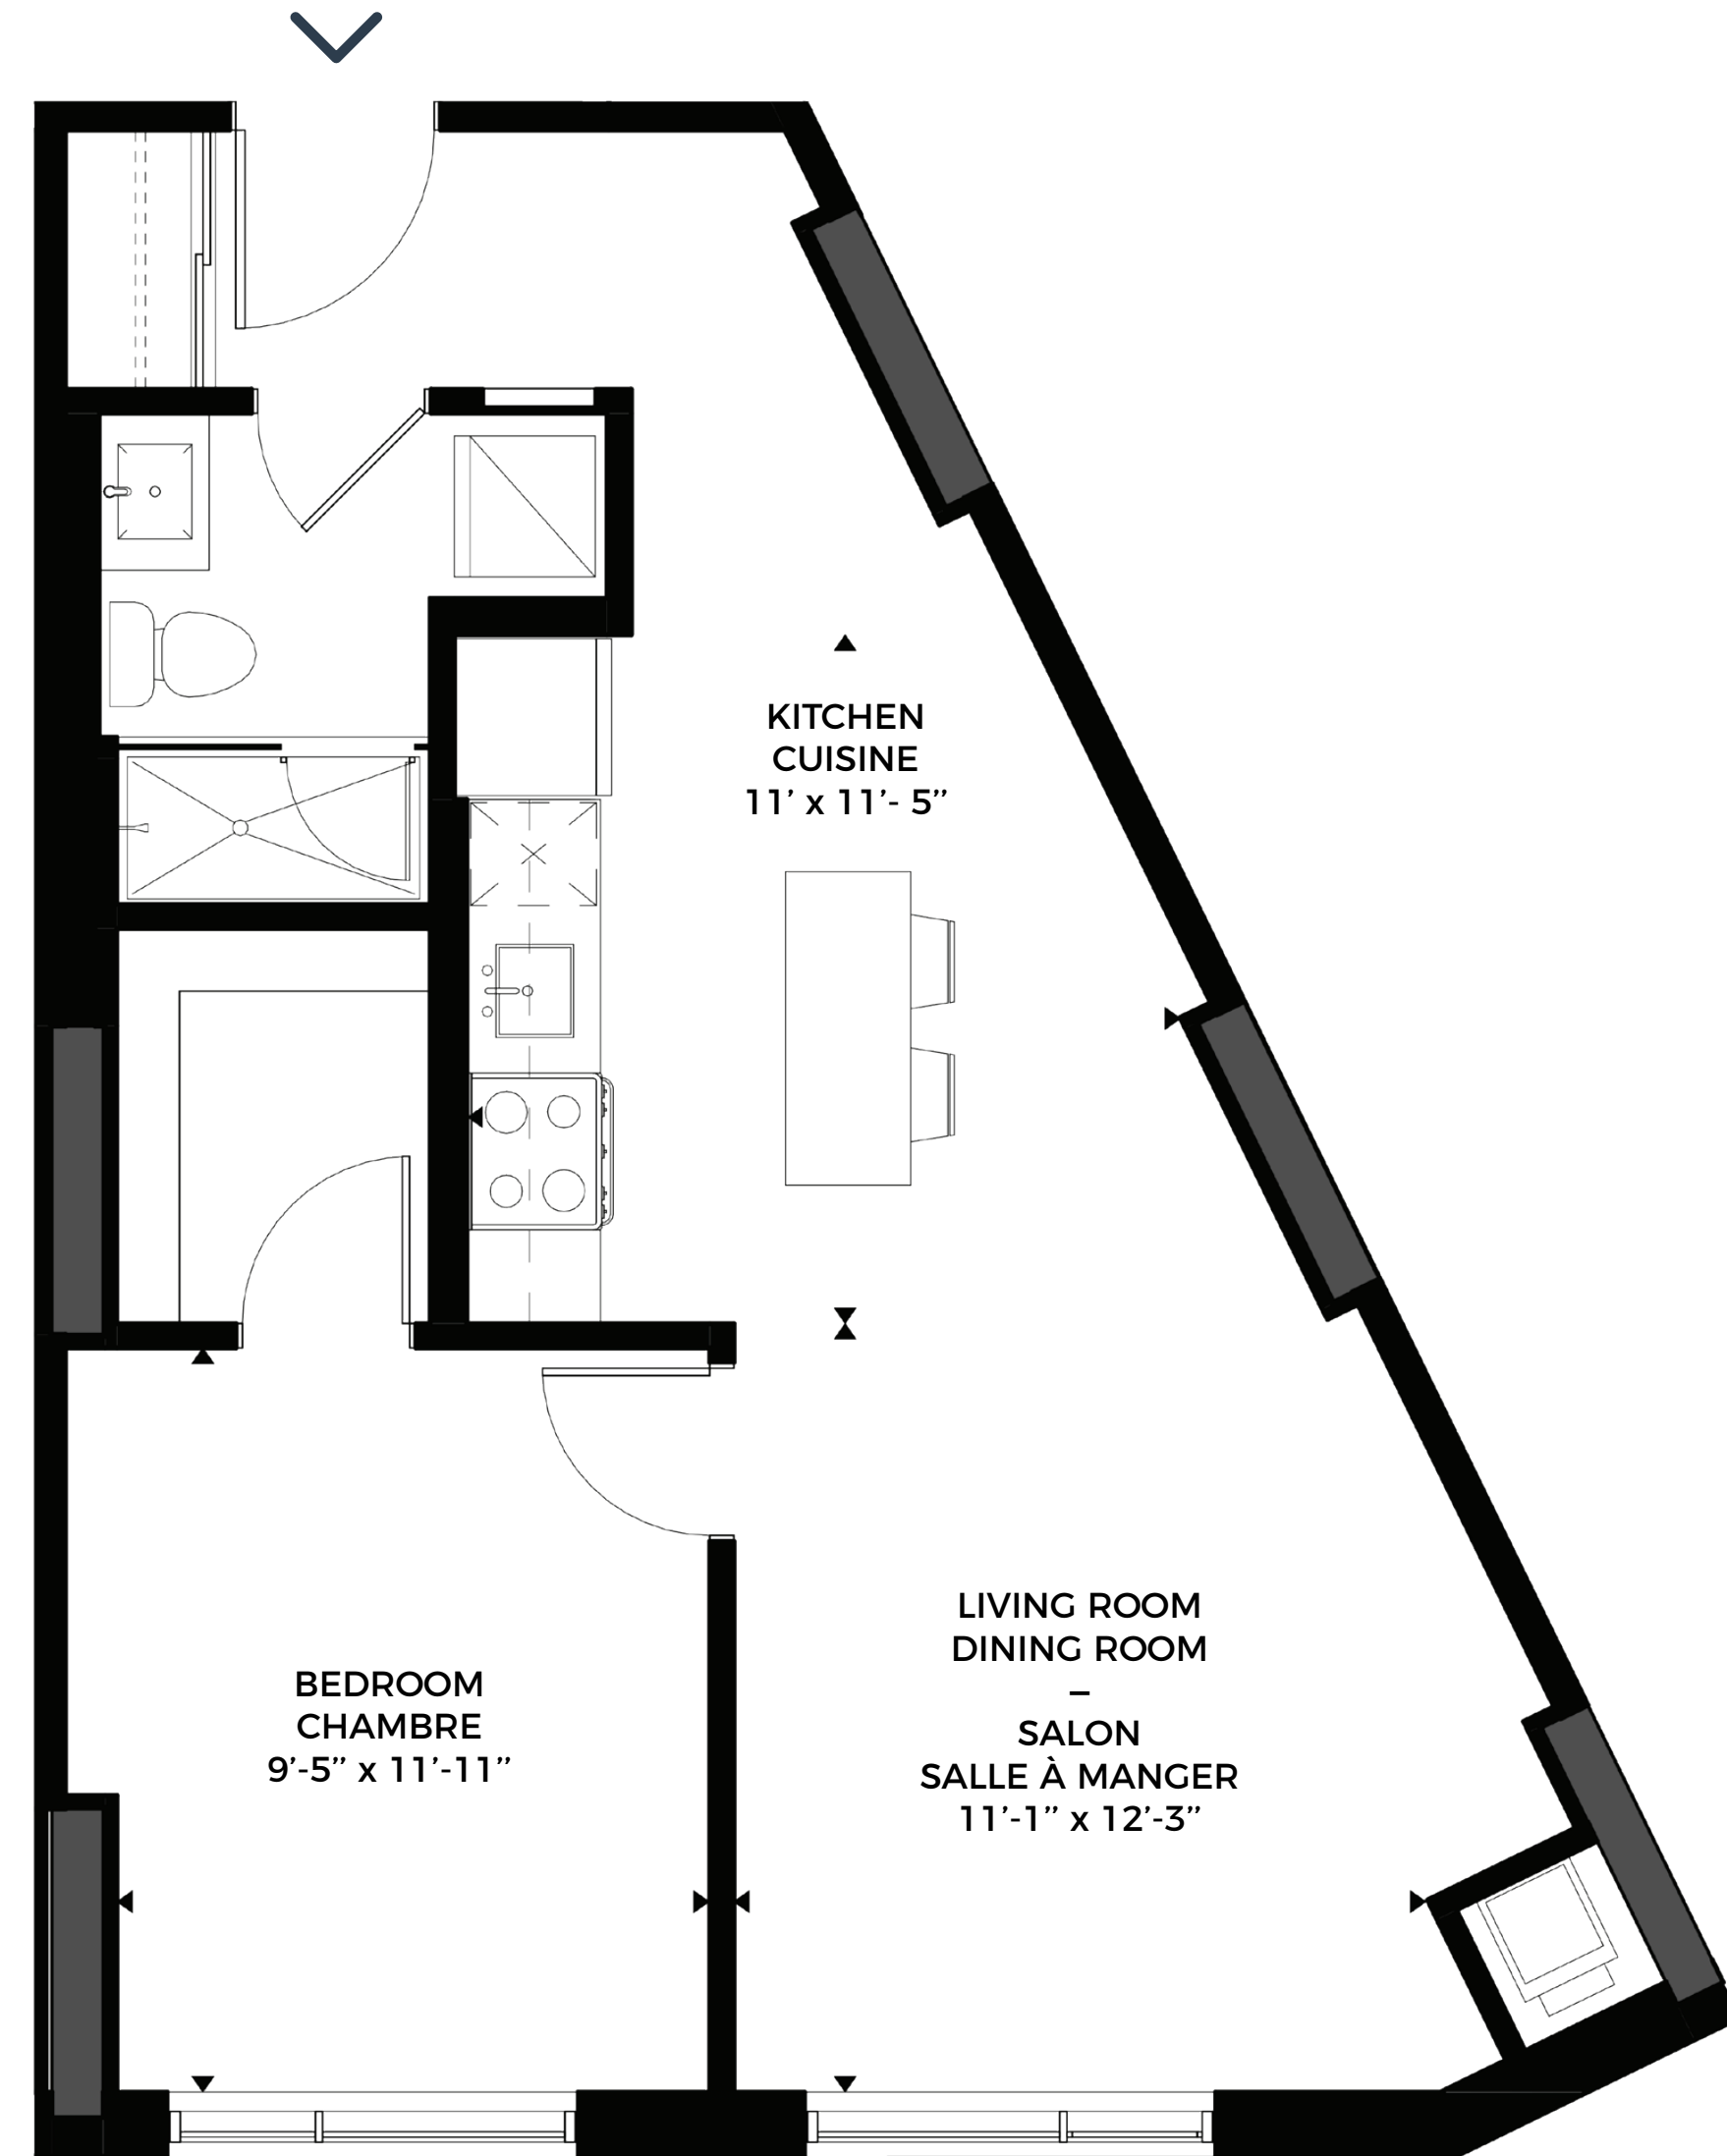 KITCHEN
CUISINE
11’ x 11’- 5”
LIVING ROOM
DINING ROOM
–
SALON
SALLE À MANGER
11’-1” x 12’-3”
BEDROOM
CHAMBRE
9’-5” x 11’-11”